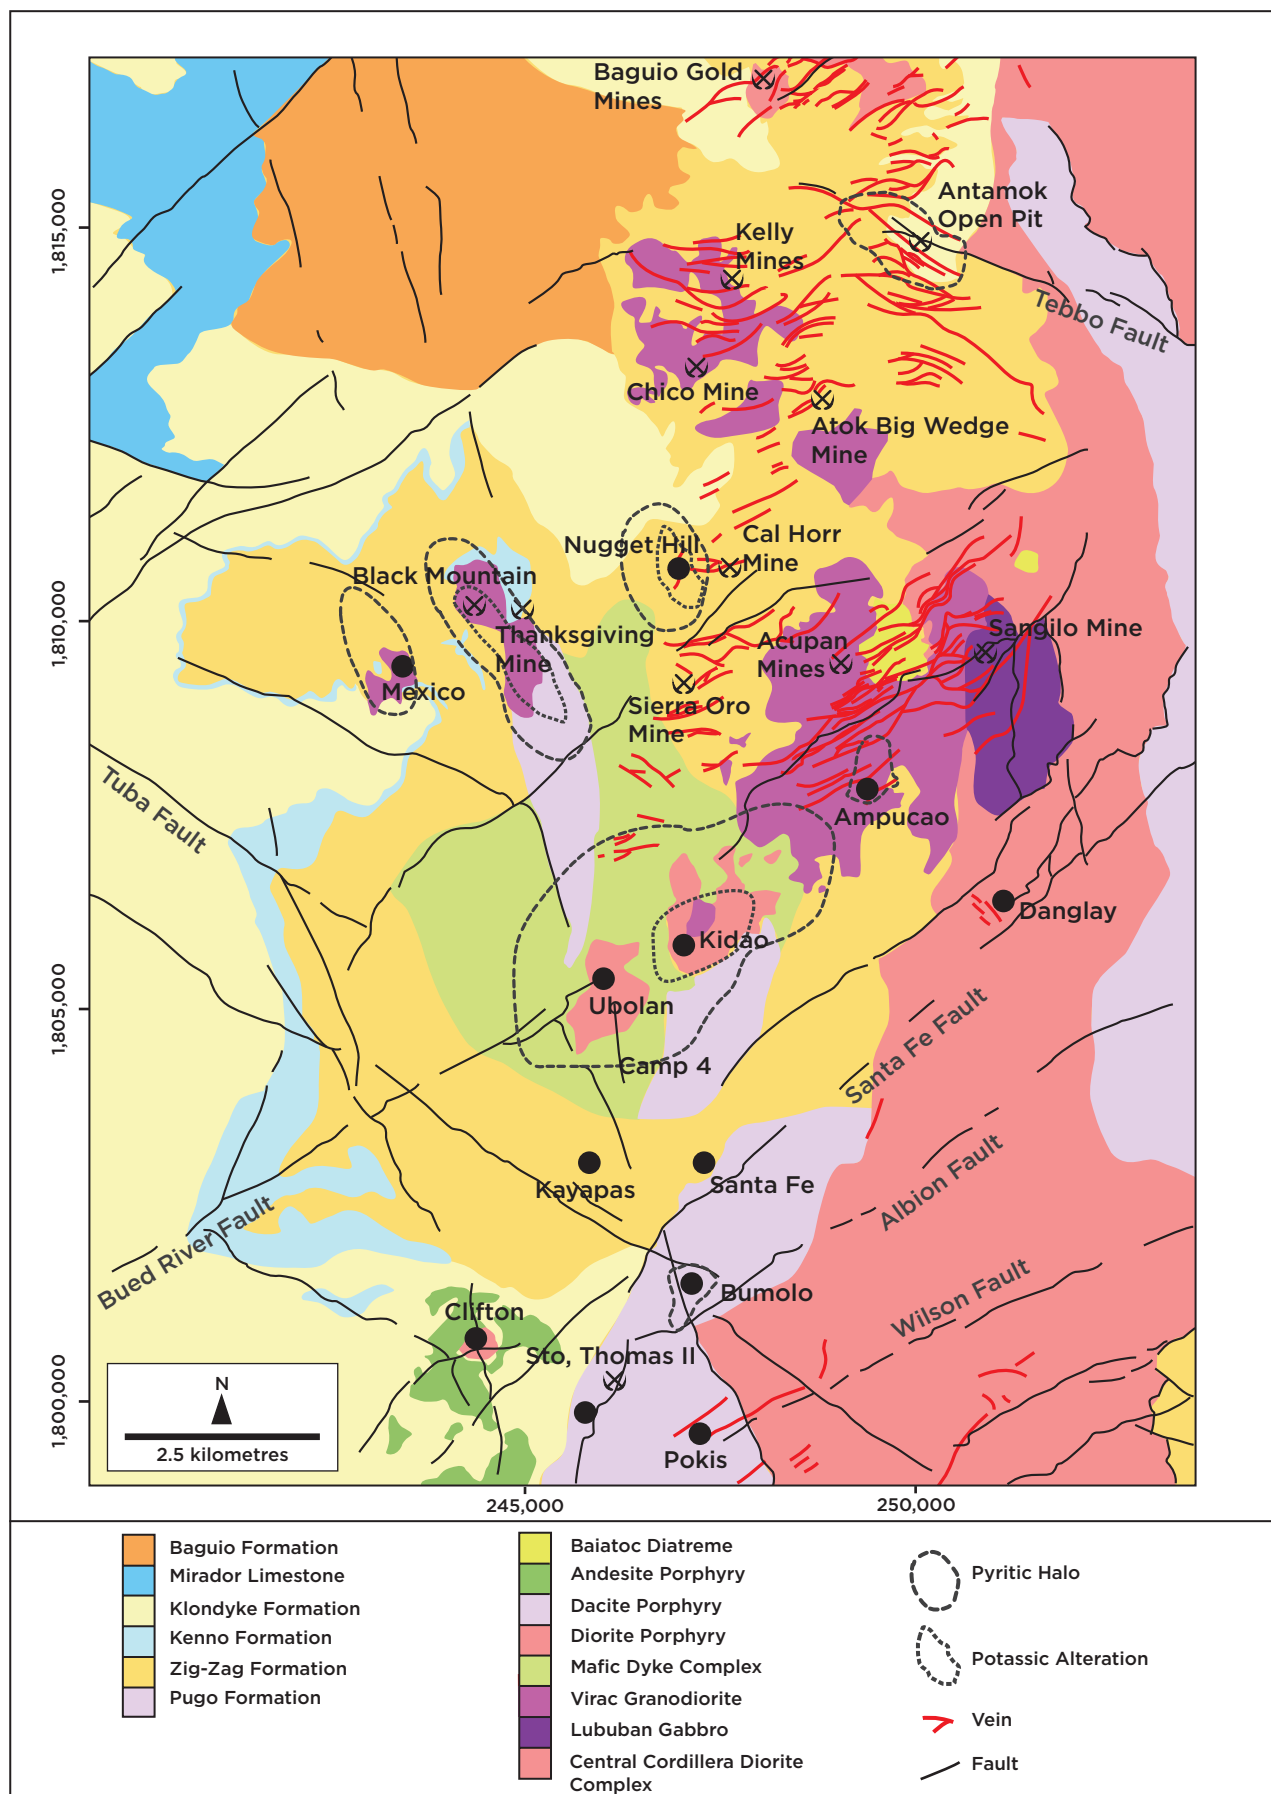 Baguio Gold
Mines
Antamok
Open Pit
1,815,000
Kelly
Mines
Tebbo Fault
Chico Mine
Atok Big Wedge
Mine
Nugget Hill
Cal Horr
Mine
Black Mountain
1,810,000
Thanksgiving
Mine
Acupan
Mines
Sangilo Mine
Mexico
Sierra Oro
Mine
Tuba Fault
Ampucao
Danglay
Kidao
Ubolan
1,805,000
Camp 4
Santa Fe Fault
Kayapas
Santa Fe
Albion Fault
Bued River Fault
Bumolo
Wilson Fault
Clifton
Sto, Thomas II
1,800,000
N
2.5 kilometres
Pokis
245,000
250,000
Baguio Formation
Mirador Limestone
Klondyke Formation
Kenno Formation
Zig-Zag Formation
Pugo Formation
Baiatoc Diatreme
Andesite Porphyry
Dacite Porphyry
Diorite Porphyry
Mafic Dyke Complex
Virac Granodiorite
Lububan Gabbro
Central Cordillera Diorite
Complex
Pyritic Halo
Potassic Alteration
Vein
Fault